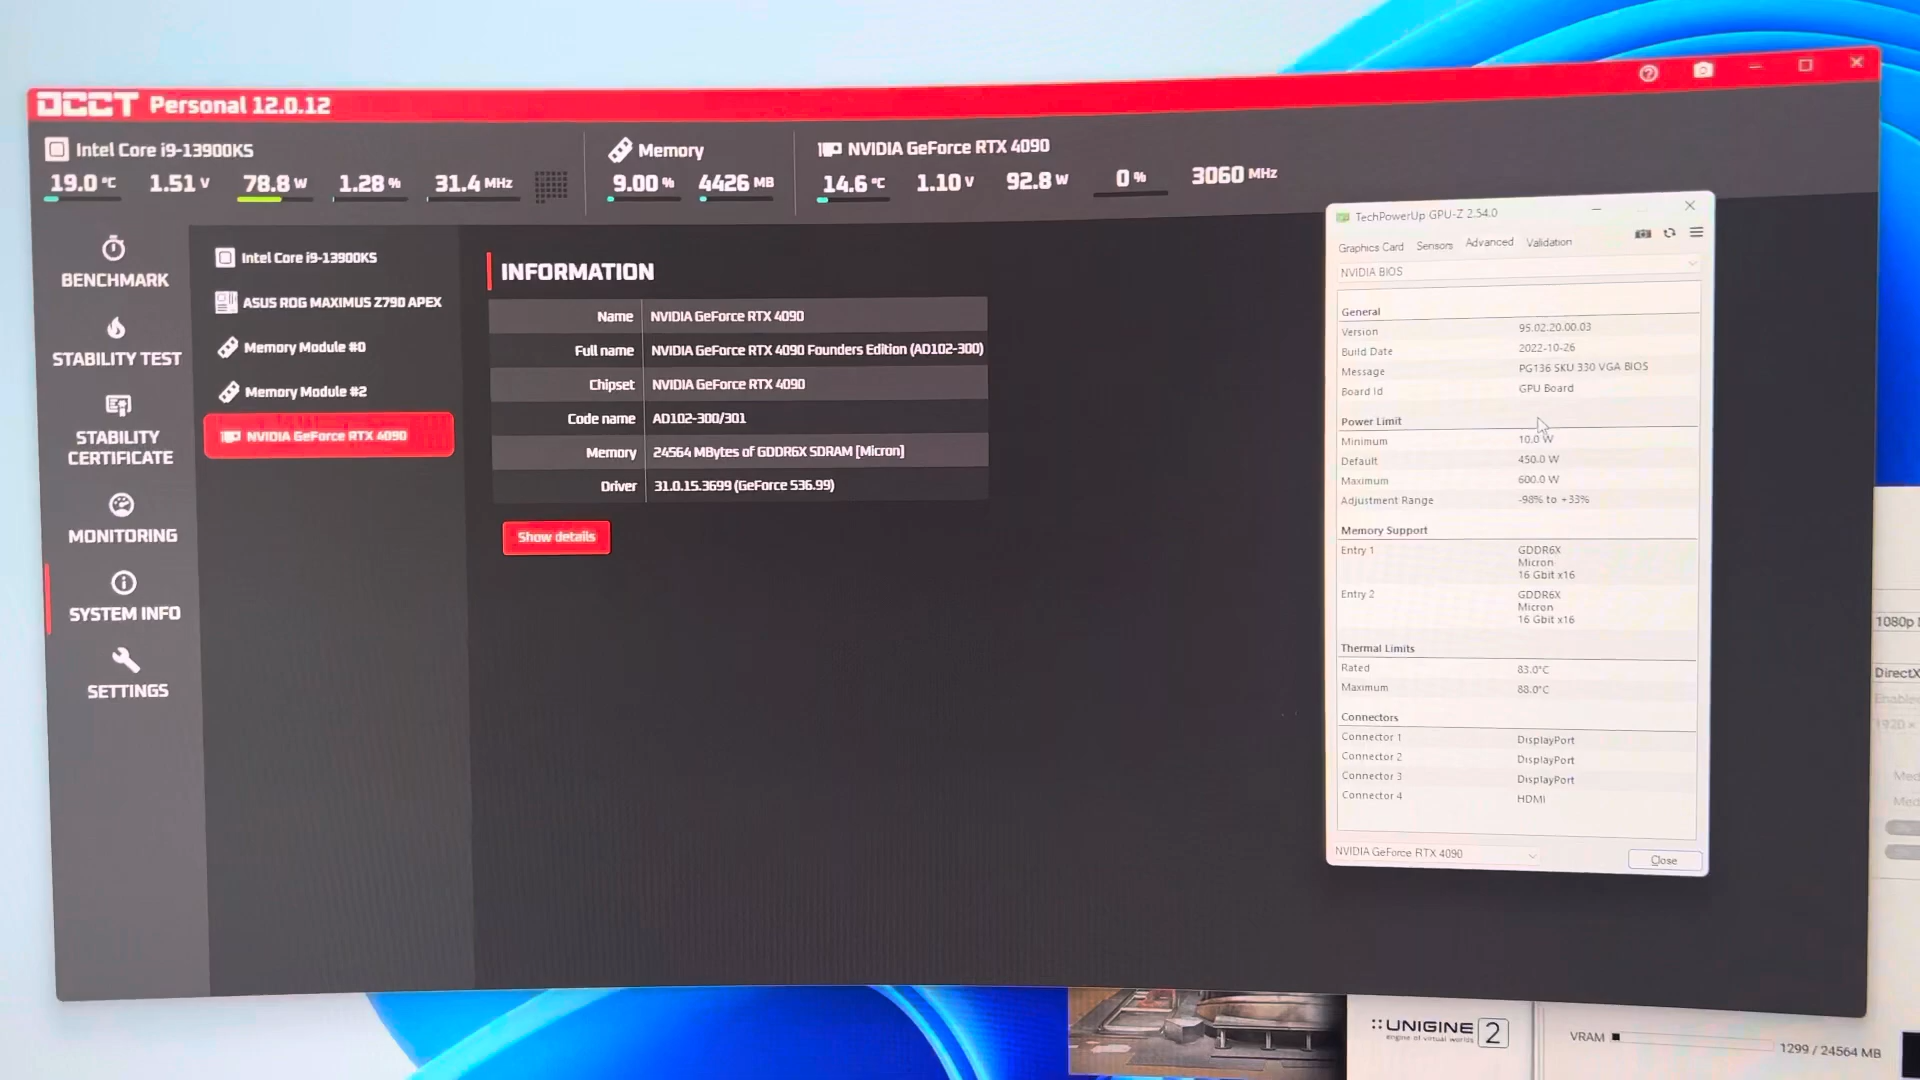 OCCT Personal 12.0.12
Intel Core i9-13900KS
19.0 °C 1.51 V 78.8 W 1.28 % 31.4 MHz
Memory
9.00 % 4426 MB
NVIDIA GeForce RTX 4090
14.6 °C 1.10 V 92.8 W 0 % 3060 MHz
BENCHMARK
STABILITY TEST
STABILITY
CERTIFICATE
MONITORING
SYSTEM INFO
SETTINGS
Intel Core i9-13900KS
ASUS ROG MAXIMUS Z790 APEX
Memory Module #0
Memory Module #2
NVIDIA GeForce RTX 4090
INFORMATION
Name NVIDIA GeForce RTX 4090
Full name NVIDIA GeForce RTX 4090 Founders Edition (AD102-300)
Chipset NVIDIA GeForce RTX 4090
Code name AD102-300/301
Memory 24564 MBytes of GDDR6X SDRAM [Micron]
Driver 31.0.15.3699 (GeForce 536.99)
Show details
TechPowerUp GPU-Z 2.54.0
Graphics Card Sensors Advanced Validation
NVIDIA BIOS
General
Version 95.02.20.00.03
Build Date 2022-10-26
Message PG136 SKU 330 VGA BIOS
Board Id GPU Board
Power Limit
Minimum 10.0 W
Default 450.0 W
Maximum 600.0 W
Adjustment Range -98% to +33%
Memory Support
Entry 1 GDDR6X
Micron
16 Gbit x16
Entry 2 GDDR6X
Micron
16 Gbit x16
Thermal Limits
Rated 83.0°C
Maximum 88.0°C
Connectors
Connector 1 DisplayPort
Connector 2 DisplayPort
Connector 3 DisplayPort
Connector 4 HDMI
NVIDIA GeForce RTX 4090
Close
1080p
DirectX
Enabled
1920 ×
Med
Med
UNIGINE 2
engine of virtual worlds
VRAM 1299 / 24564 MB